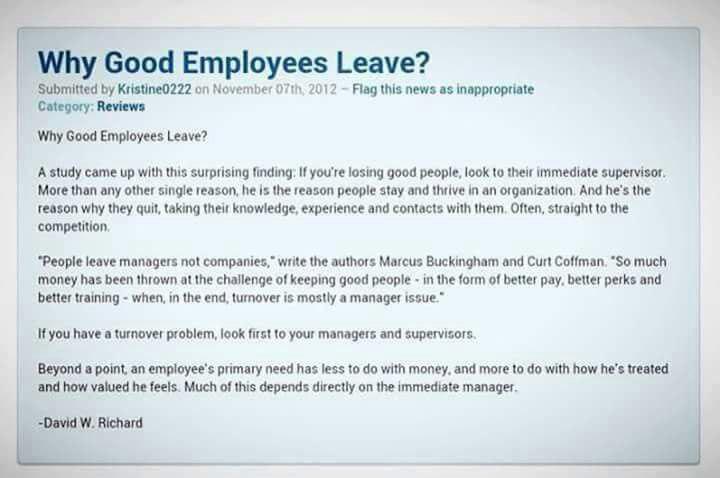 Why Good Employees Leave?
Submitted by Kristine0222 on November 07th, 2012 – Flag this news as inappropriate
Category: Reviews
Why Good Employees Leave?
A study came up with this surprising finding: If you're losing good people, look to their immediate supervisor.
More than any other single reason, he is the reason people stay and thrive in an organization. And he's the
reason why they quit, taking their knowledge, experience and contacts with them. Often, straight to the
competition.
"People leave managers not companies," write the authors Marcus Buckingham and Curt Coffman. "So much
money has been thrown at the challenge of keeping good people - in the form of better pay, better perks and
better training - when, in the end, turnover is mostly a manager issue."
If you have a turnover problem, look first to your managers and supervisors.
Beyond a point, an employee's primary need has less to do with money, and more to do with how he's treated
and how valued he feels. Much of this depends directly on the immediate manager.
-David W. Richard